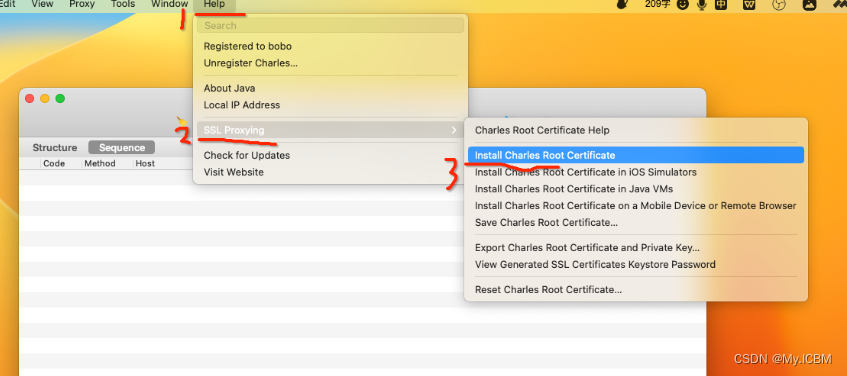 Edit View Proxy Tools Window Help
209字 中 W
1
Search
Registered to bobo
Unregister Charles...
About Java
Local IP Address
2
SSL Proxying
Check for Updates
Visit Website
Structure Sequence
Code Method Host
Charles Root Certificate Help
3
Install Charles Root Certificate
Install Charles Root Certificate in iOS Simulators
Install Charles Root Certificate in Java VMs
Install Charles Root Certificate on a Mobile Device or Remote Browser
Save Charles Root Certificate...
Export Charles Root Certificate and Private Key...
View Generated SSL Certificates Keystore Password
Reset Charles Root Certificate...
CSDN @My.ICBM